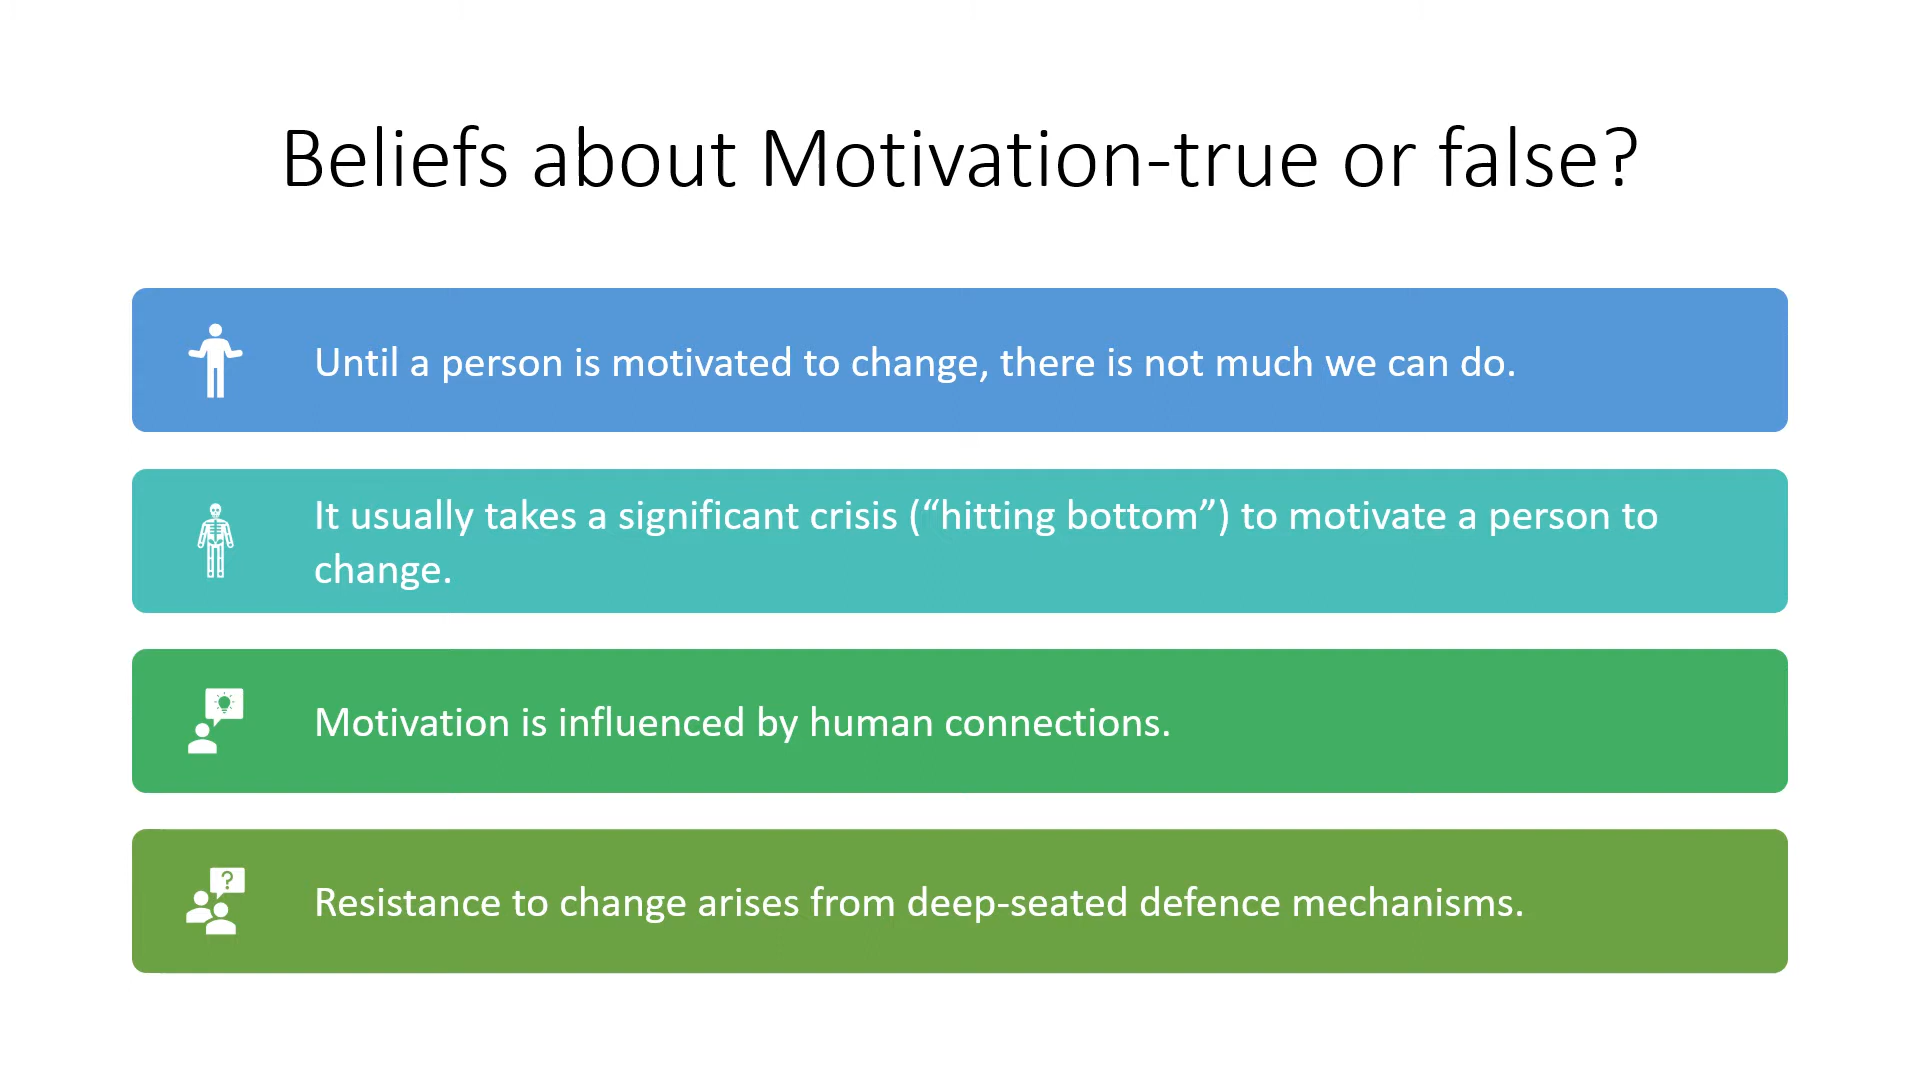 Beliefs about Motivation-true or false?
Until a person is motivated to change, there is not much we can do.
It usually takes a significant crisis (“hitting bottom”) to motivate a person to
change.
Motivation is influenced by human connections.
?
Resistance to change arises from deep-seated defence mechanisms.